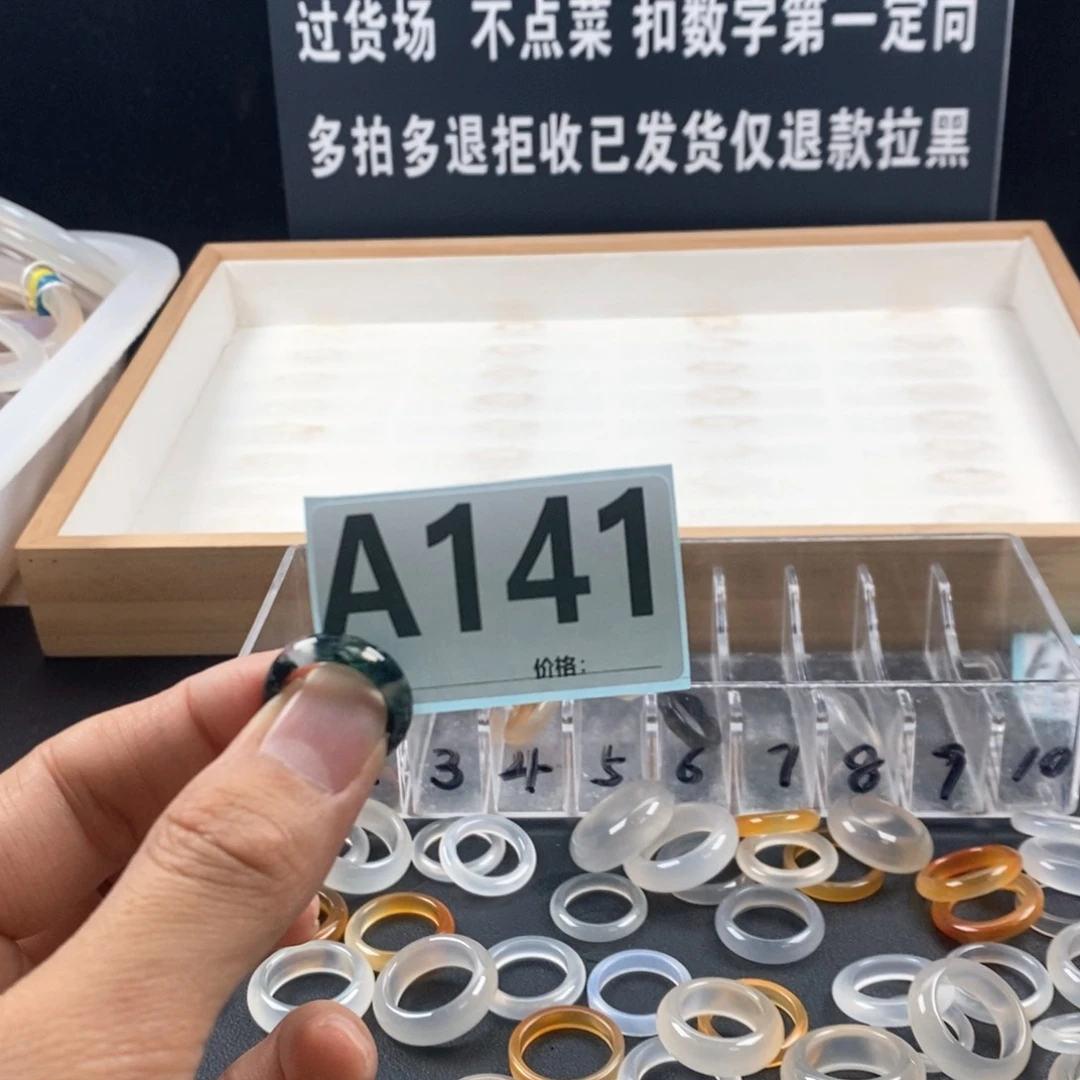 过货场 不点菜 扣数字第一定问
多拍多退拒收已发货仅退款拉黑
A141
价格:
3 4 5 6 7 8 9 10